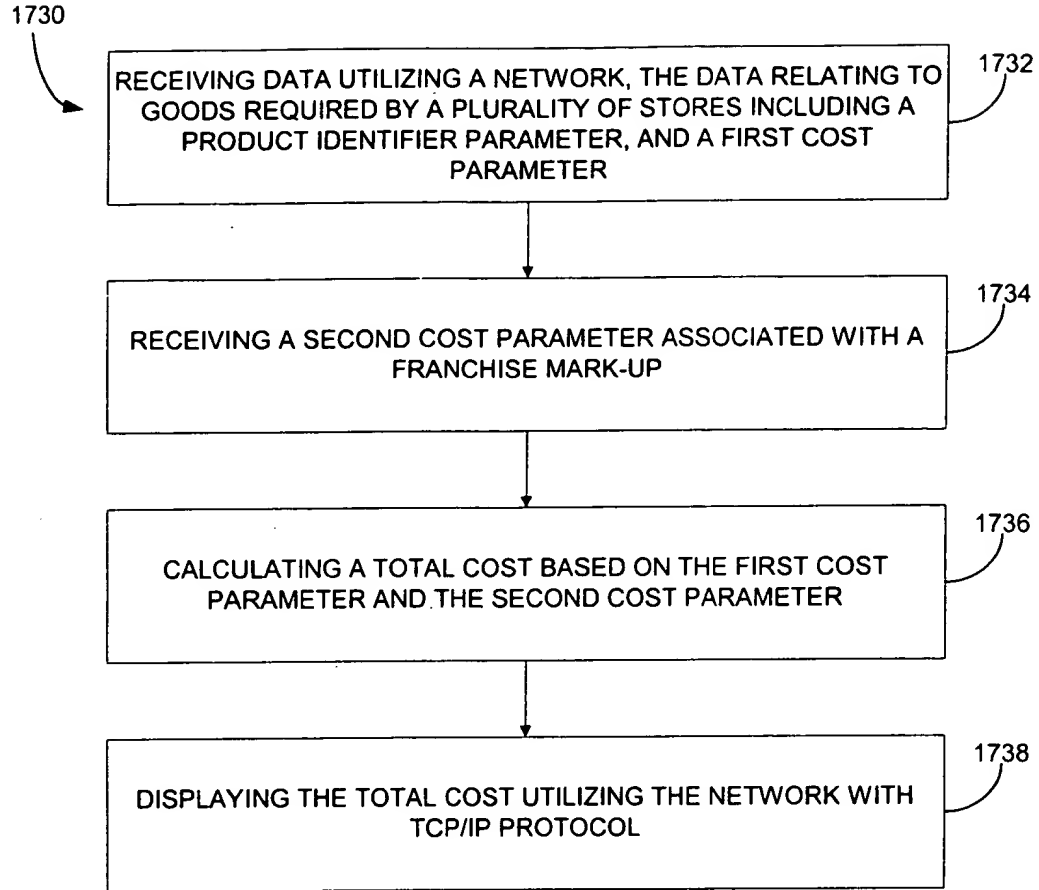 1730
RECEIVING DATA UTILIZING A NETWORK, THE DATA RELATING TO
GOODS REQUIRED BY A PLURALITY OF STORES INCLUDING A
PRODUCT IDENTIFIER PARAMETER, AND A FIRST COST
PARAMETER
1732
RECEIVING A SECOND COST PARAMETER ASSOCIATED WITH A
FRANCHISE MARK-UP
1734
CALCULATING A TOTAL COST BASED ON THE FIRST COST
PARAMETER AND THE SECOND COST PARAMETER
1736
DISPLAYING THE TOTAL COST UTILIZING THE NETWORK WITH
TCP/IP PROTOCOL
1738